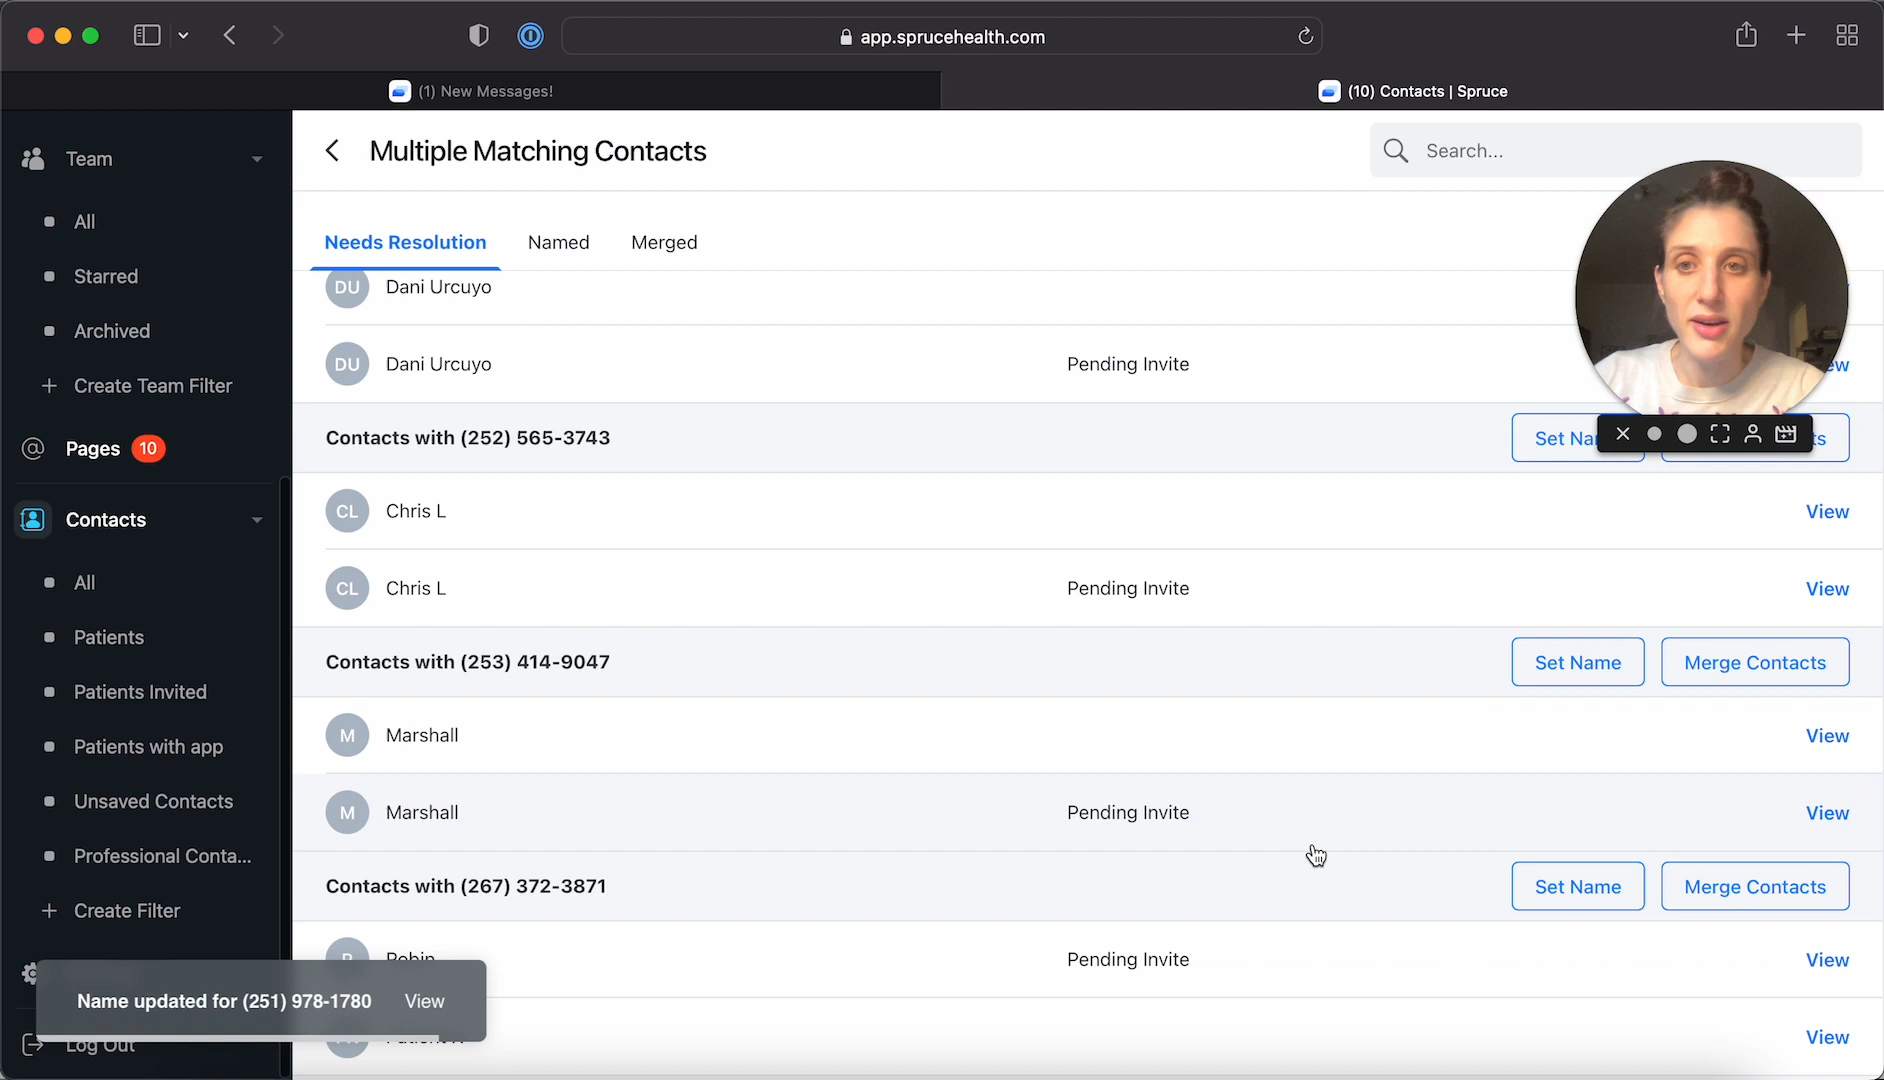 app.sprucehealth.com
(1) New Messages!
(10) Contacts | Spruce
Team
All
Starred
Archived
Create Team Filter
Pages 10
Contacts
All
Patients
Patients Invited
Patients with app
Unsaved Contacts
Professional Conta...
Create Filter
Log Out
Multiple Matching Contacts
Search...
Needs Resolution
Named
Merged
DU Dani Urcuyo
DU Dani Urcuyo Pending Invite
Contacts with (252) 565-3743 Set
CL Chris L View
CL Chris L Pending Invite View
Contacts with (253) 414-9047 Set Name Merge Contacts
M Marshall View
M Marshall Pending Invite View
Contacts with (267) 372-3871 Set Name Merge Contacts
Robin Pending Invite View
View
Name updated for (251) 978-1780 View